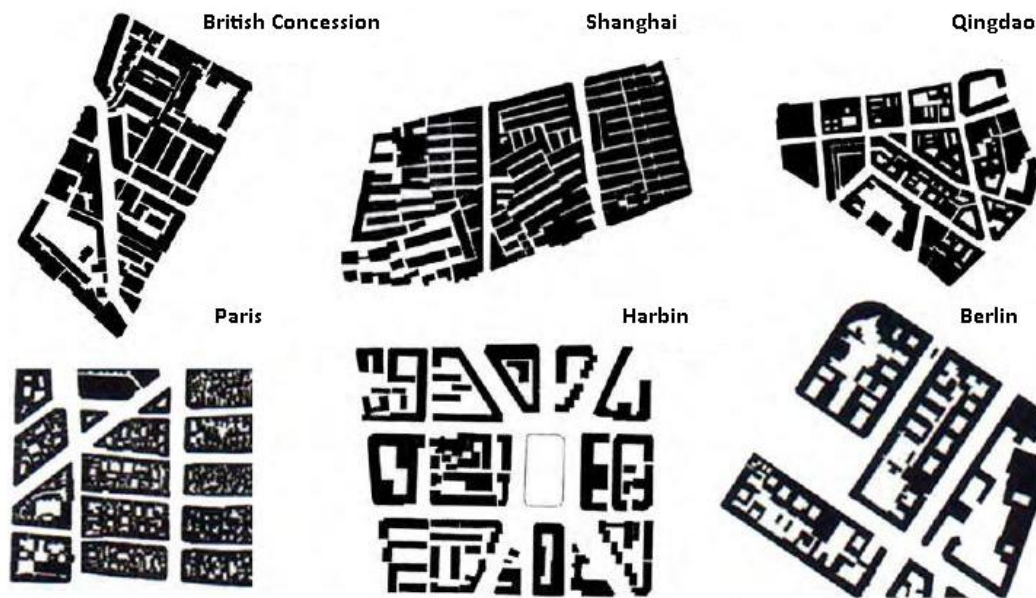 British Concession
Shanghai
Qingdao
Paris
Harbin
Berlin